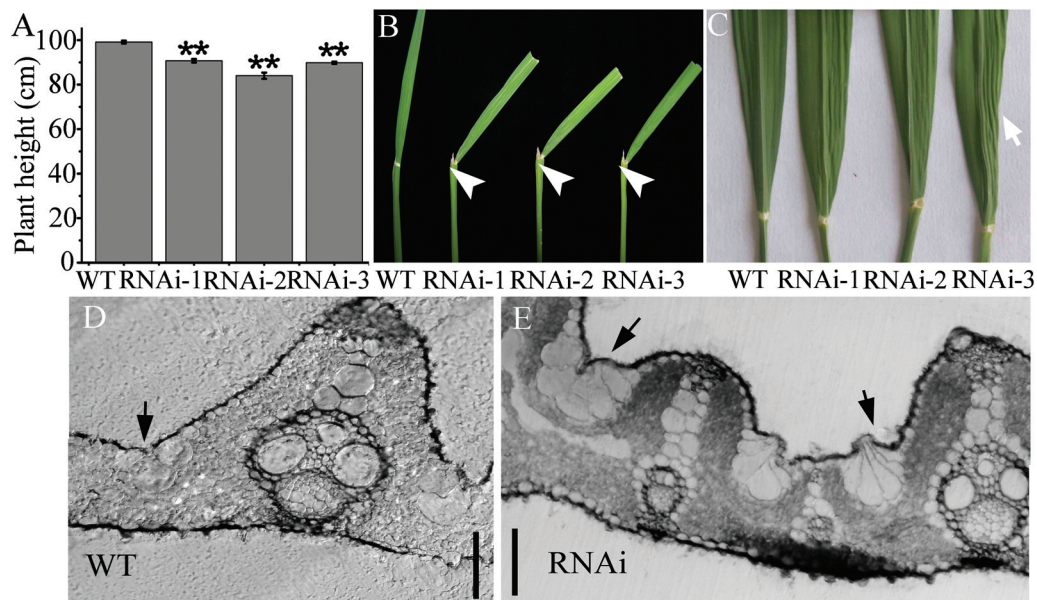 A
Plant height (cm)
100
80
60
40
20
0
** ** **
WT RNAi-1 RNAi-2 RNAi-3
B
WT RNAi-1 RNAi-2 RNAi-3
C
WT RNAi-1 RNAi-2 RNAi-3
D
WT
E
RNAi